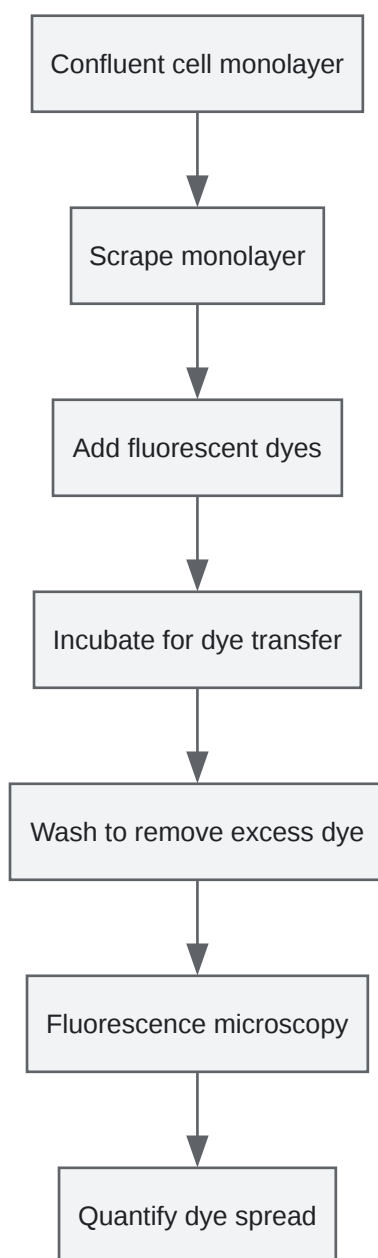 Confluent cell monolayer
Scrape monolayer
Add fluorescent dyes
Incubate for dye transfer
Wash to remove excess dye
Fluorescence microscopy
Quantify dye spread